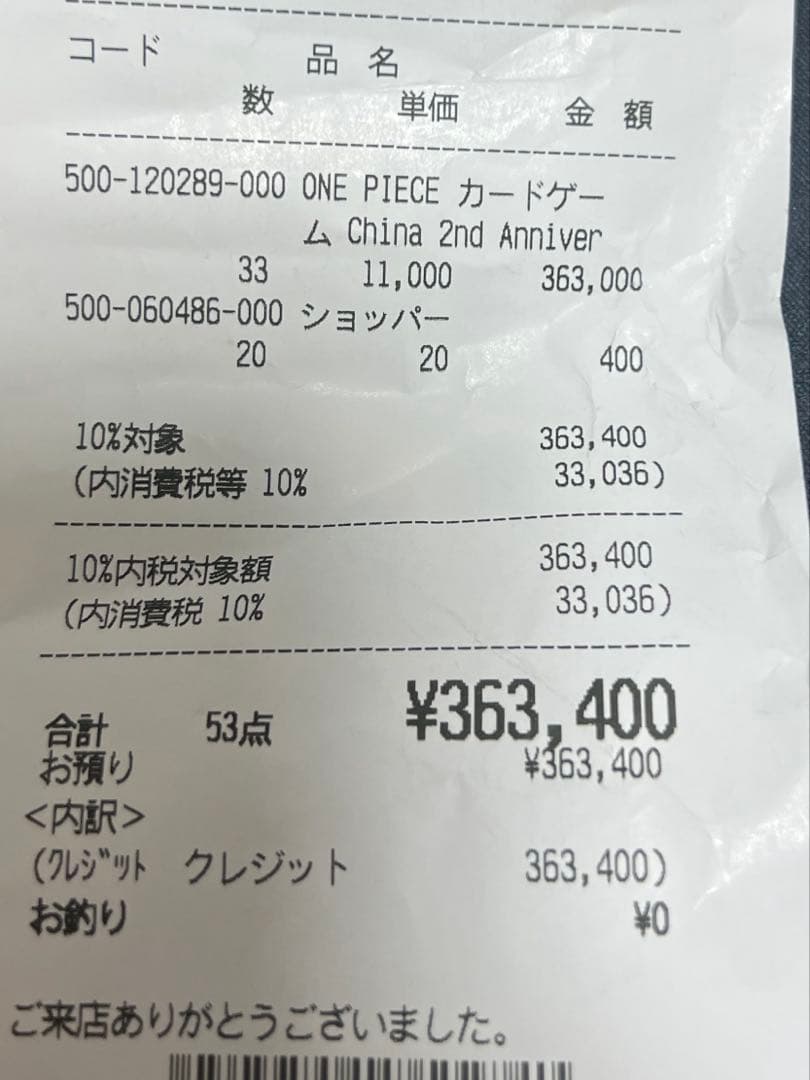 コード 品 名
数 単価 金 額
500-120289-000 ONE PIECE カードゲー
ム China 2nd Anniver
33 11,000 363,000
500-060486-000 ショッパー
20 20 400
10%対象 363,400
(内消費税等 10% 33,036)
10%内税対象額 363,400
(内消費税 10% 33,036)
合計 53点 ¥363,400
お預り ¥363,400
<内訳>
(ｸﾚｼﾞｯﾄ クレジット 363,400)
お釣り ¥0
ご来店ありがとうございました。